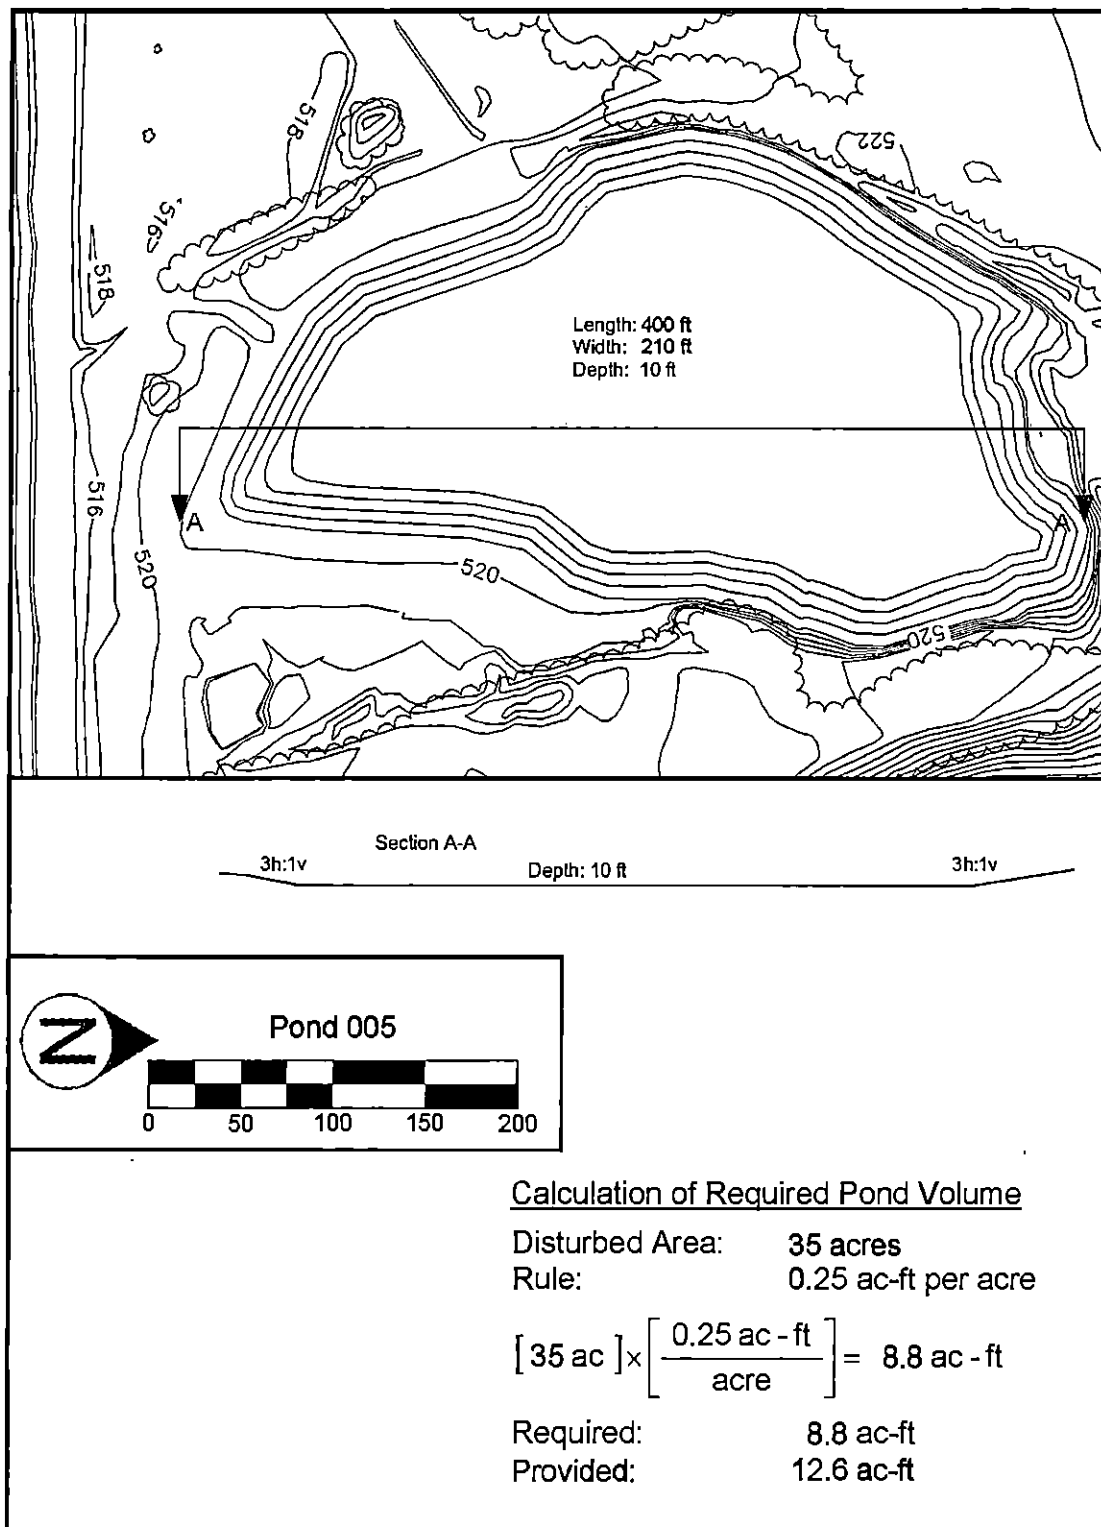 518
522
516
518
Length: 400 ft
Width: 210 ft
Depth: 10 ft
516
A
A
520
520
520
Section A-A
3h:1v
Depth: 10 ft
3h:1v
N
Pond 005
0 50 100 150 200
Calculation of Required Pond Volume
Disturbed Area: 35 acres
Rule: 0.25 ac-ft per acre
[35 ac]×[0.25 ac-ft / acre] = 8.8 ac-ft
Required: 8.8 ac-ft
Provided: 12.6 ac-ft